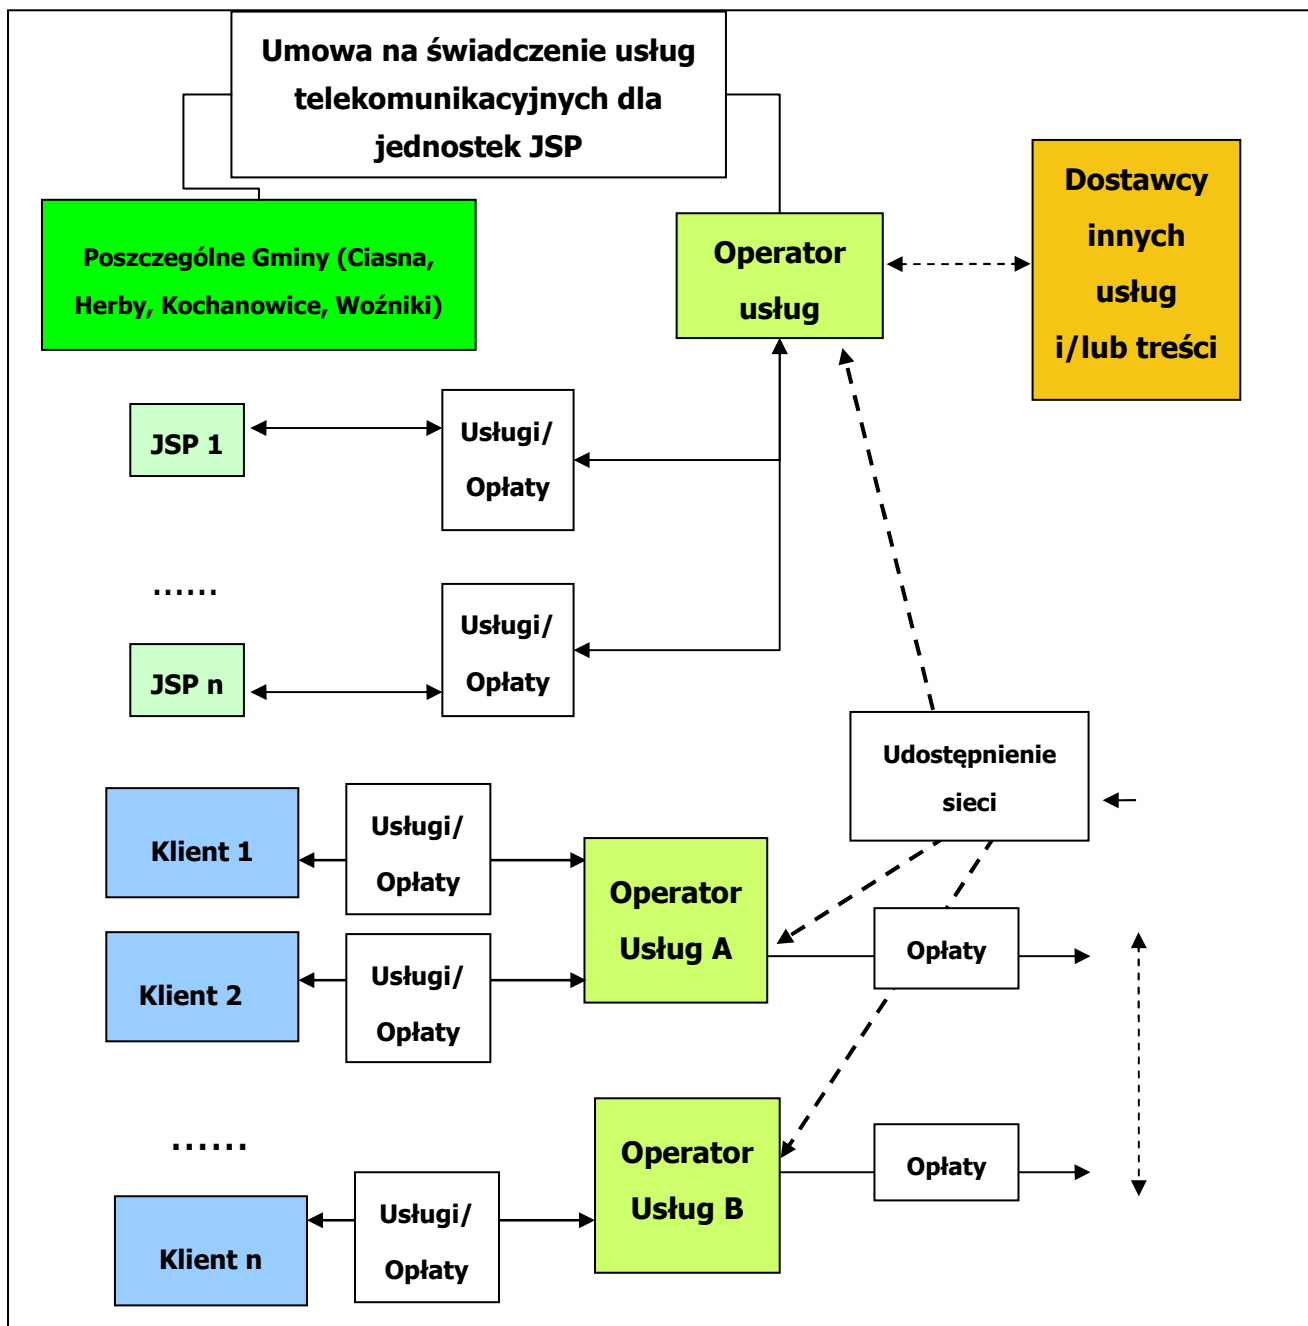 Umowa na świadczenie usług
telekomunikacyjnych dla
jednostek JSP
Poszczególne Gminy (Ciasna,
Herby, Kochanowice, Woźniki)
Operator
usług
Dostawcy
innych
usług
i/lub treści
JSP 1
Usługi/
Opłaty
......
JSP n
Usługi/
Opłaty
Udostępnienie
sieci
Klient 1
Usługi/
Opłaty
Operator
Usług A
Opłaty
Klient 2
Usługi/
Opłaty
......
Operator
Usług B
Opłaty
Klient n
Usługi/
Opłaty